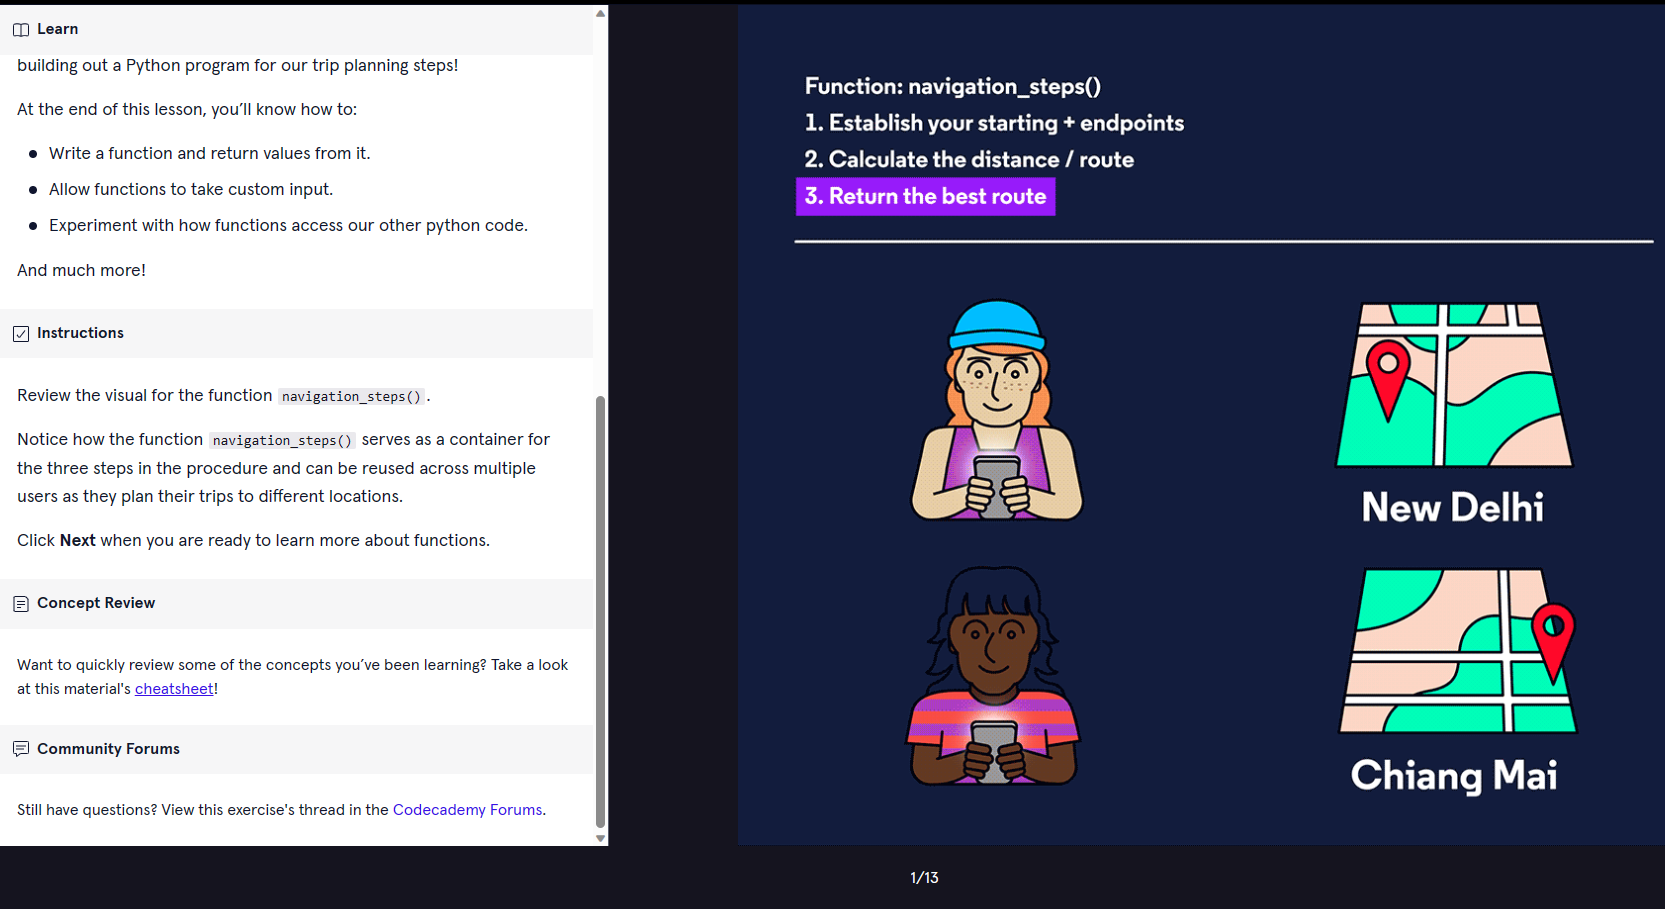 Learn
building out a Python program for our trip planning steps!
At the end of this lesson, you’ll know how to:
Write a function and return values from it.
Allow functions to take custom input.
Experiment with how functions access our other python code.
And much more!
Instructions
Review the visual for the function navigation_steps().
Notice how the function navigation_steps() serves as a container for
the three steps in the procedure and can be reused across multiple
users as they plan their trips to different locations.
Click Next when you are ready to learn more about functions.
Concept Review
Want to quickly review some of the concepts you’ve been learning? Take a look
at this material's cheatsheet!
Community Forums
Still have questions? View this exercise's thread in the Codecademy Forums.
Function: navigation_steps()
1. Establish your starting + endpoints
2. Calculate the distance / route
3. Return the best route
New Delhi
Chiang Mai
1/13